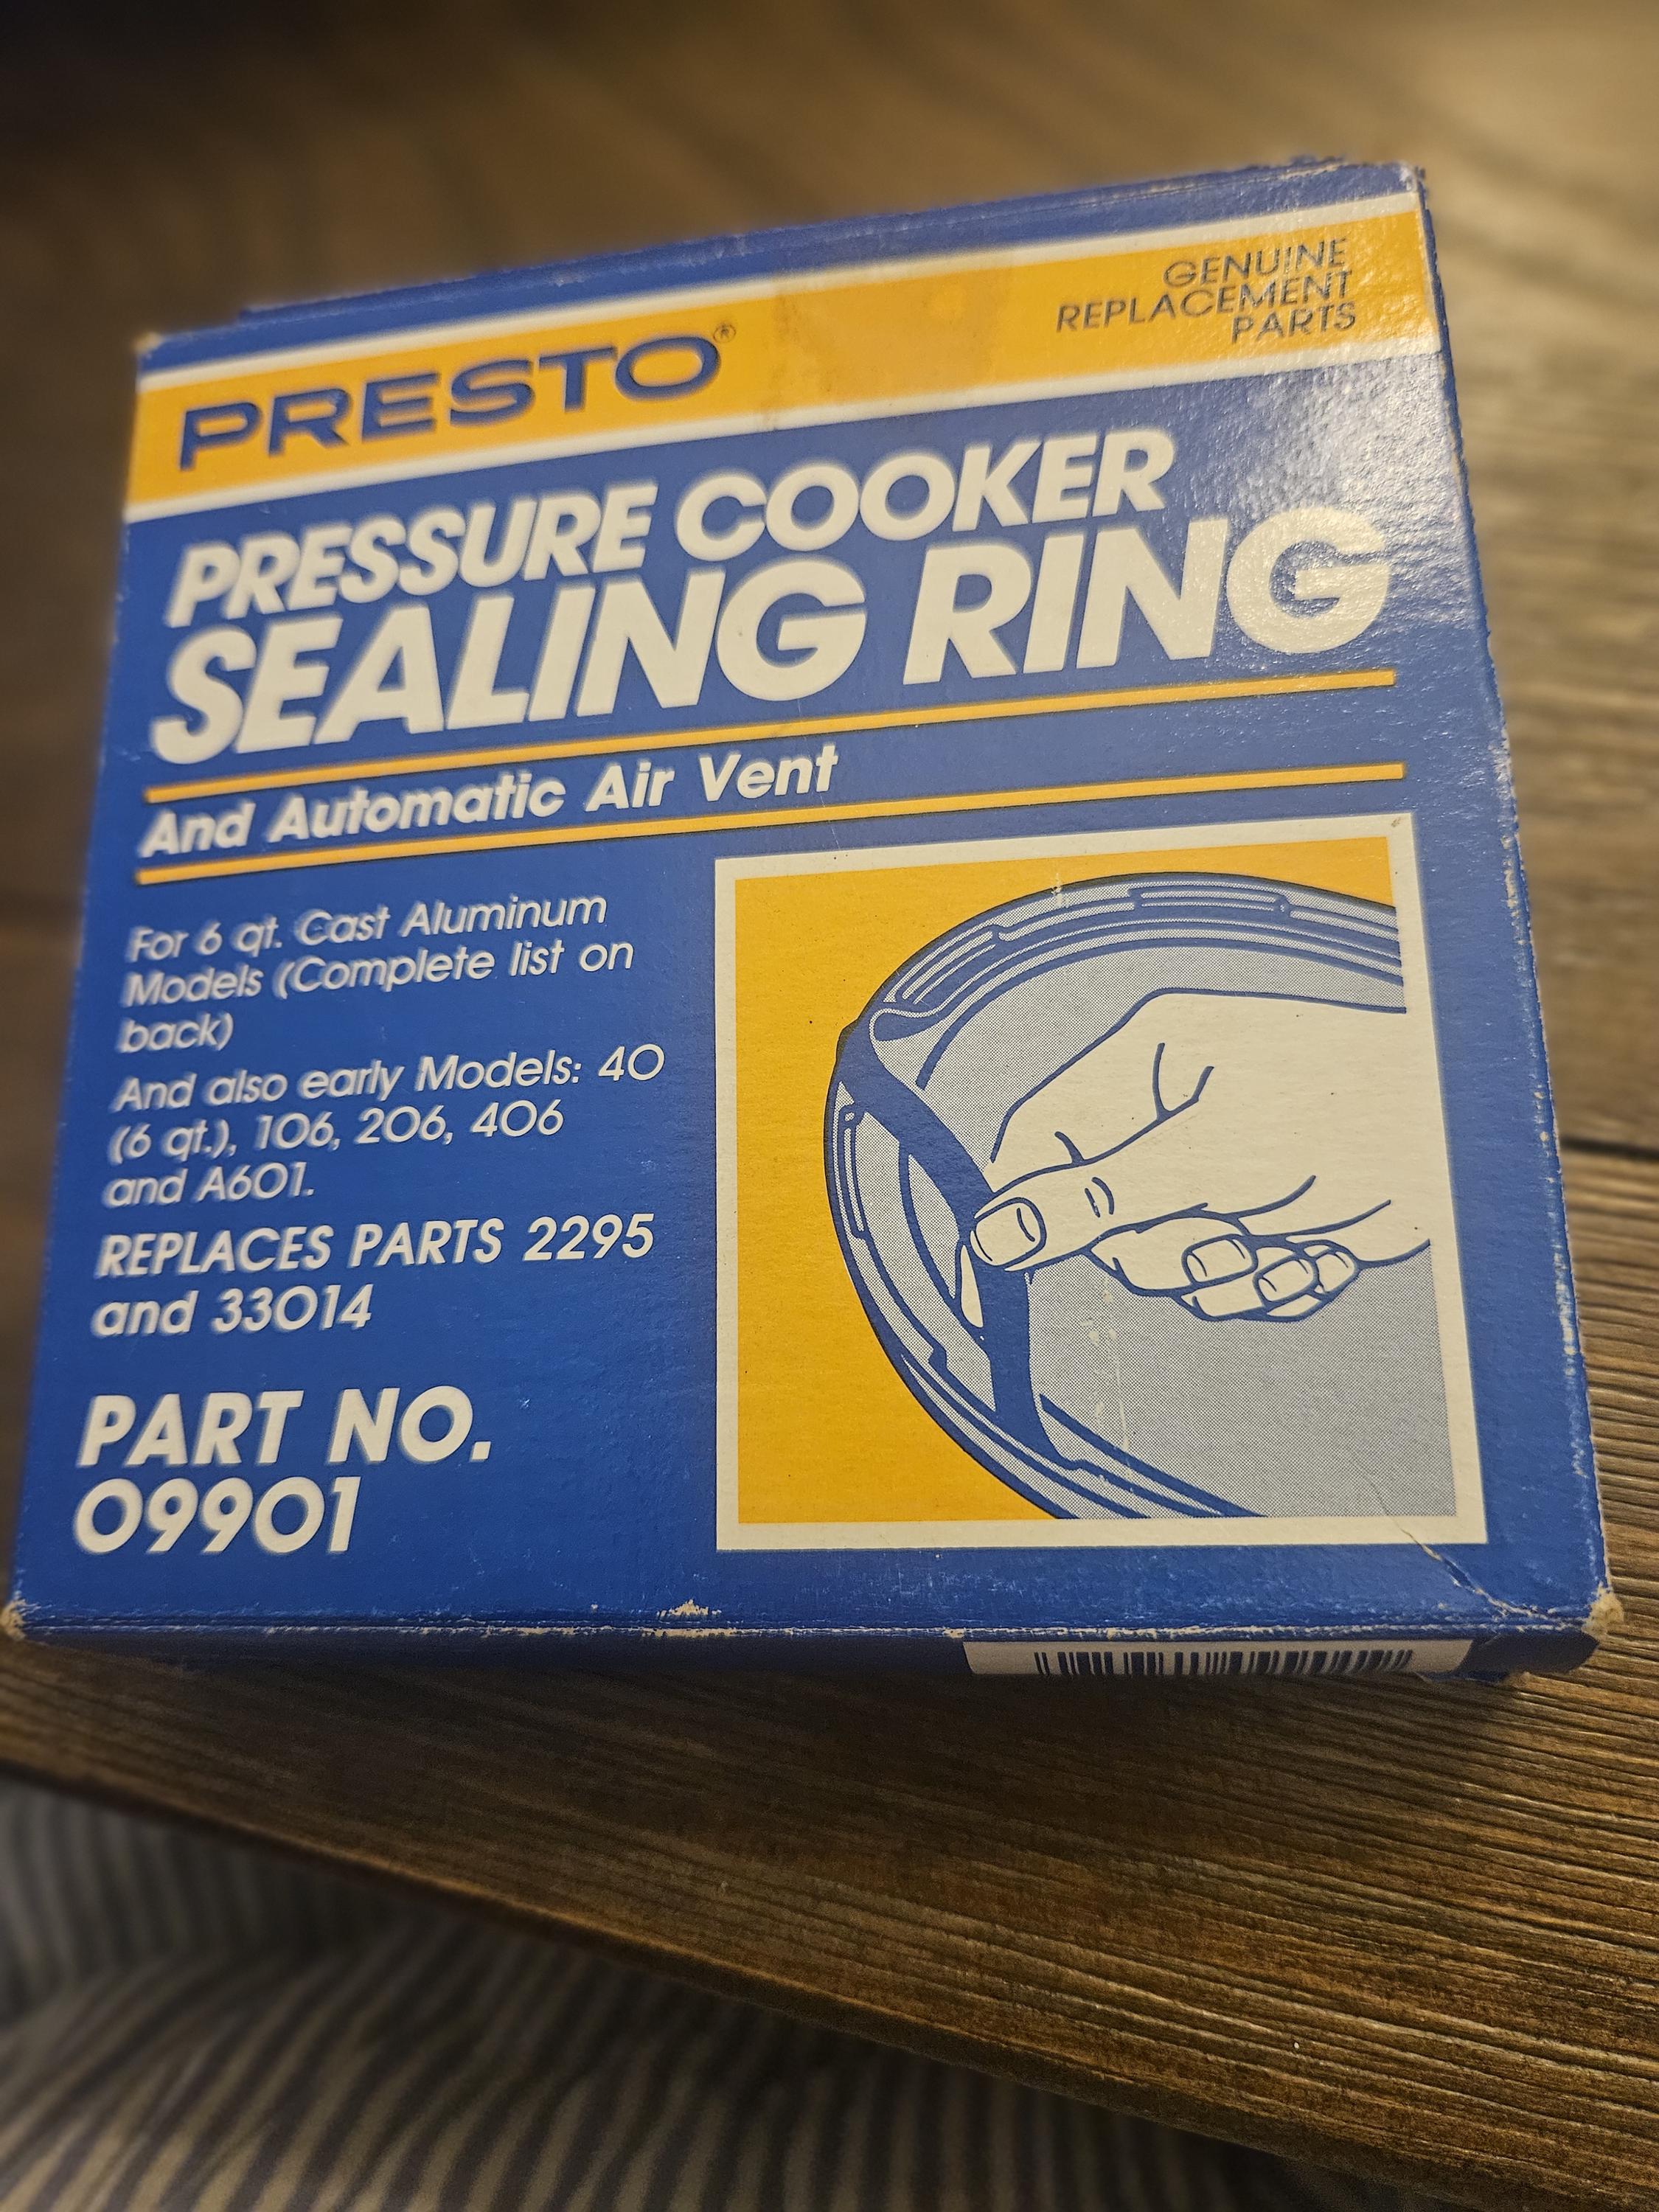 PRESTO®
GENUINE
REPLACEMENT
PARTS
PRESSURE COOKER
SEALING RING
And Automatic Air Vent
For 6 qt. Cast Aluminum
Models (Complete list on
back)
And also early Models: 40
(6 qt.), 106, 206, 406
and A601.
REPLACES PARTS 2295
and 33014
PART NO.
09901